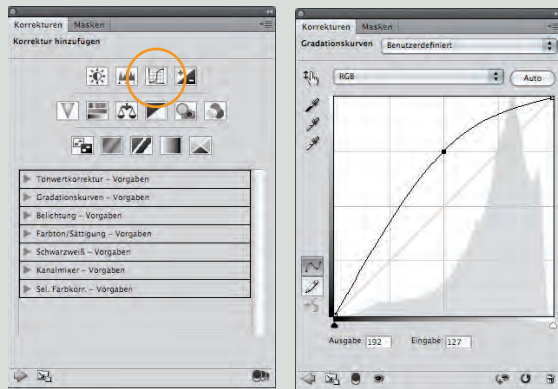 Korrekturen Masken
Korrektur hinzufügen
Tonwertkorrektur – Vorgaben
Gradationskurven – Vorgaben
Belichtung – Vorgaben
Farbton/Sättigung – Vorgaben
Schwarzweiß – Vorgaben
Kanalmixer – Vorgaben
Sel. Farbkorr. – Vorgaben
Korrekturen Masken
Gradationskurven Benutzerdefiniert
RGB Auto
Ausgabe: 192 Eingabe: 127